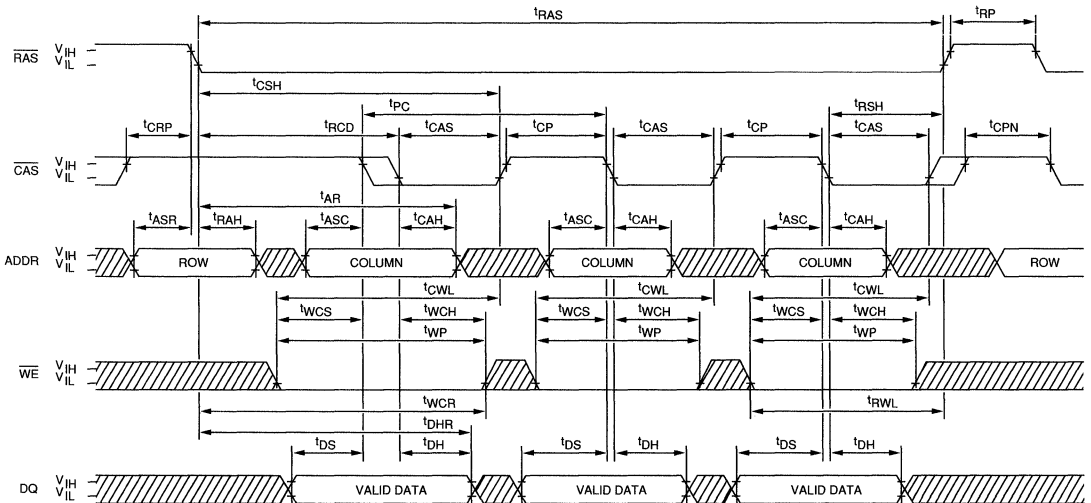 tRAS tRP
RAS VIH VIL
tCSH
tPC tRSH
tCRP tRCD tCAS tCP tCAS tCP tCAS tCPN
CAS VIH VIL
tAR
tASR tRAH tASC tCAH tASC tCAH tASC tCAH
ADDR VIH VIL ROW COLUMN COLUMN COLUMN ROW
tCWL tCWL tCWL
tWCS tWCH tWCS tWCH tWCS tWCH
tWP tWP tWP
WE VIH VIL
tWCR tRWL
tDHR
tDS tDH tDS tDH tDS tDH
DQ VIH VIL VALID DATA VALID DATA VALID DATA